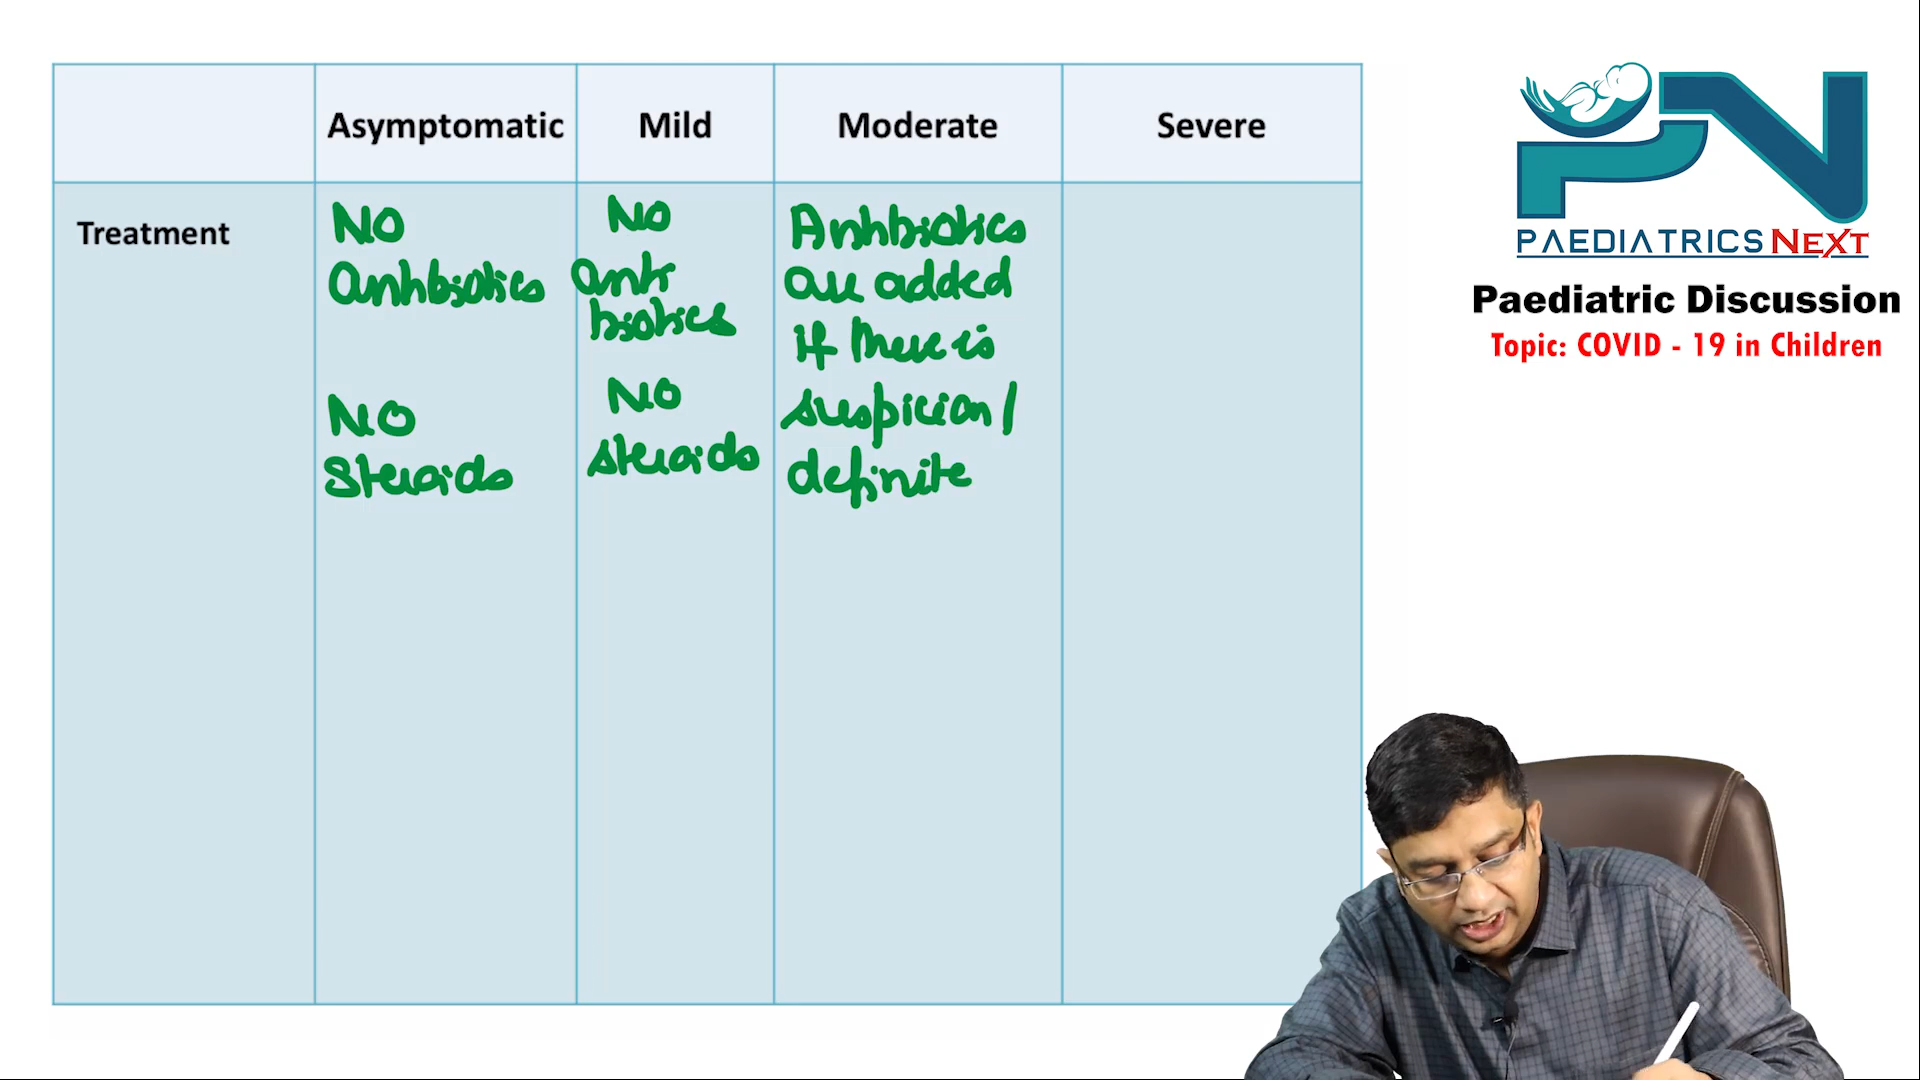 Asymptomatic Mild Moderate Severe
Treatment
NO
antibiotics
NO
Steroids
NO
anti
biotics
NO
steroids
Antibiotics
are added
if there is
suspicion/
definite
PAEDIATRICS NEXT
Paediatric Discussion
Topic: COVID - 19 in Children